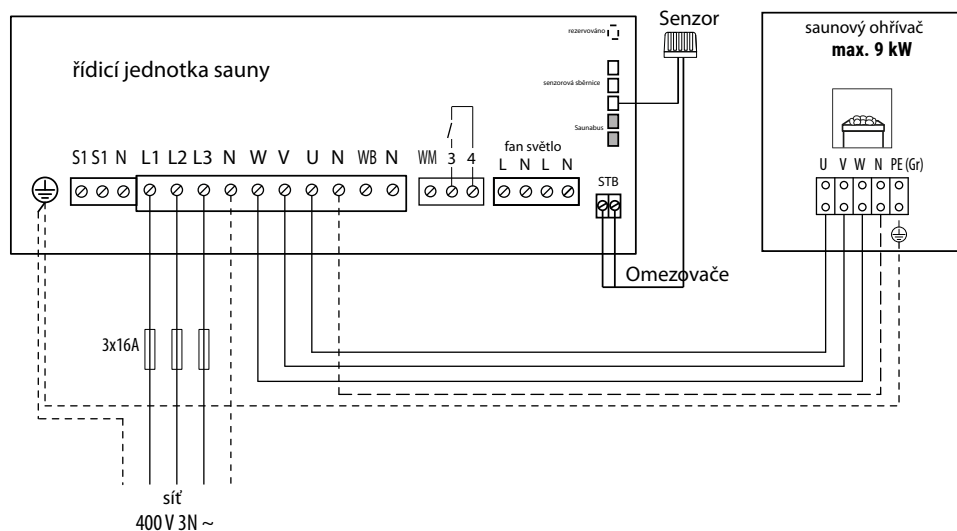 Senzor
rezervováno
saunový ohřívač
max. 9 kW
řídicí jednotka sauny
senzorová sběrnice
Saunabus
fan světlo
S1 S1 N L1 L2 L3 N W V U N WB N
WM 3 4
L N L N
STB
U V W N PE (Gr)
Omezovače
3x16A
síť
400 V 3N ~